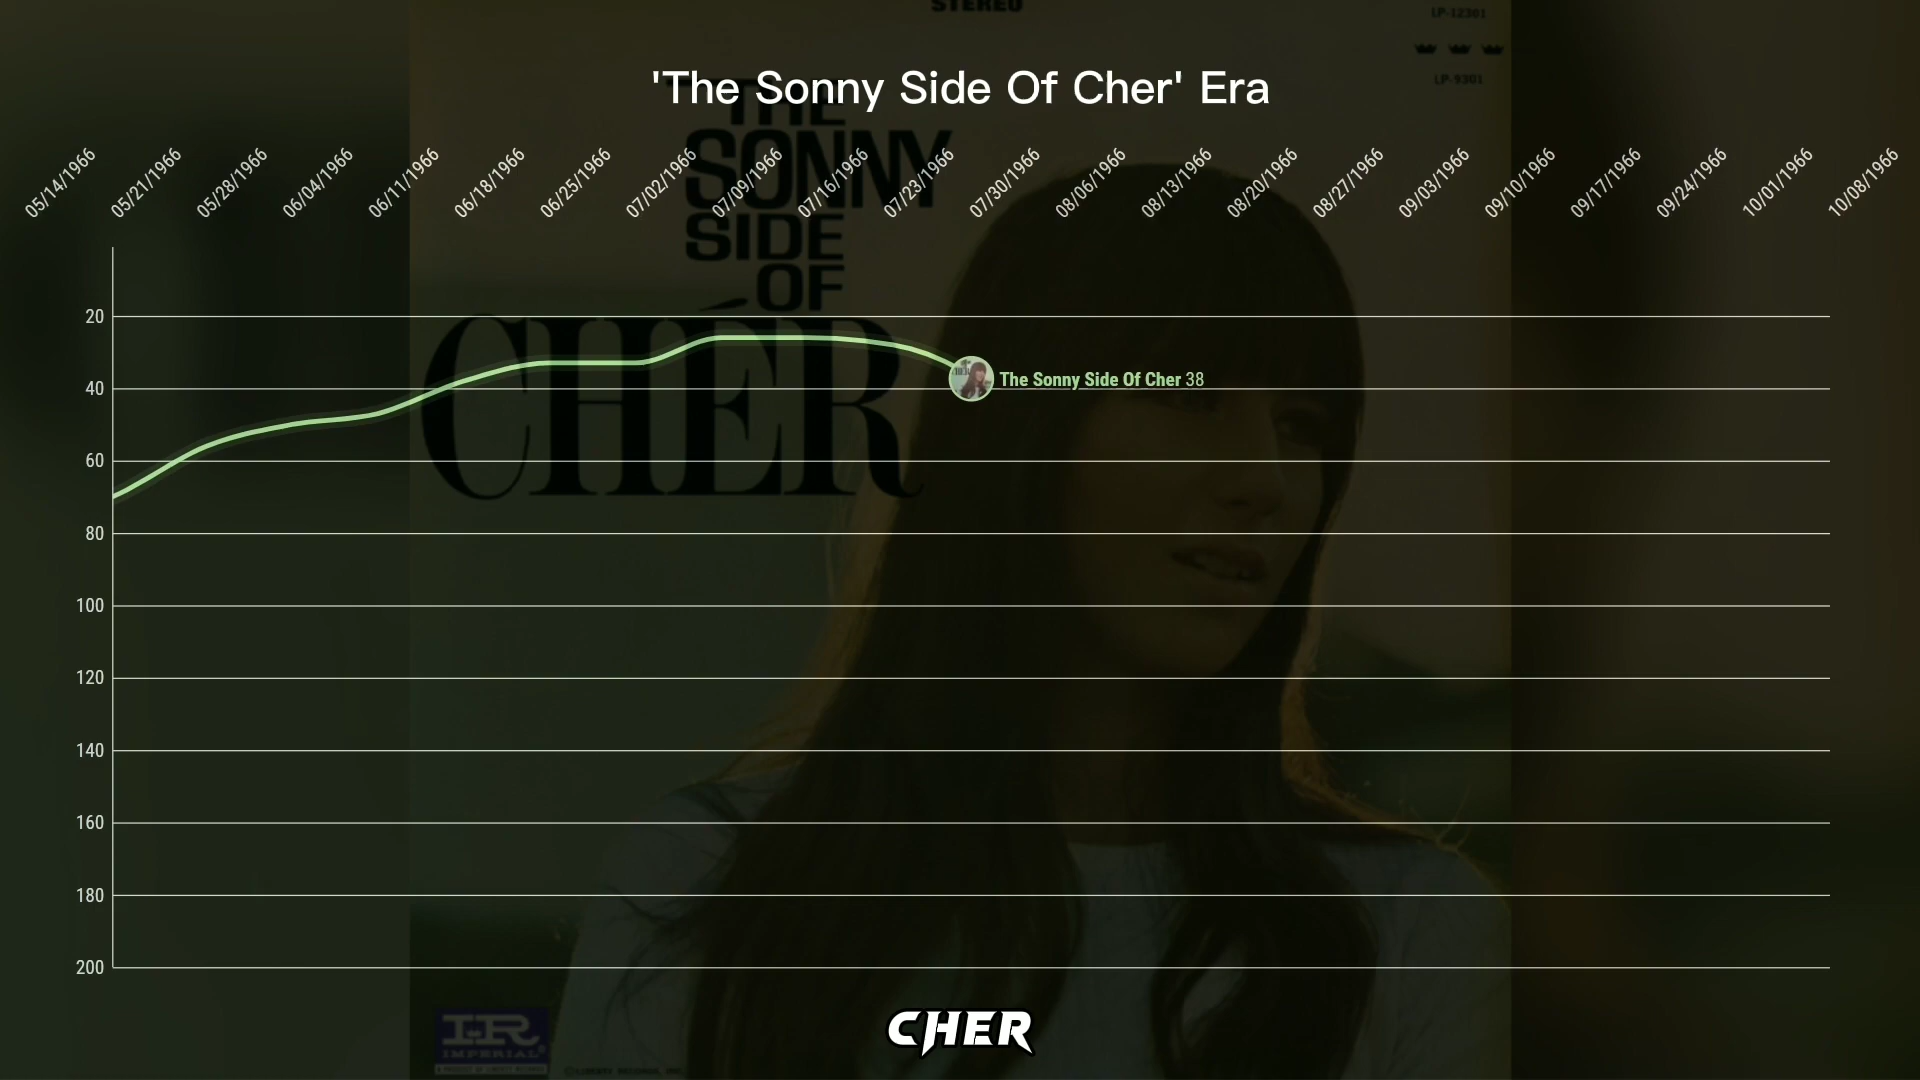 STEREO
LP-12301
LP-9301
'The Sonny Side Of Cher' Era
THE
SONNY
SIDE
OF
CHÉR
05/14/1966
05/21/1966
05/28/1966
06/04/1966
06/11/1966
06/18/1966
06/25/1966
07/02/1966
07/09/1966
07/16/1966
07/23/1966
07/30/1966
08/06/1966
08/13/1966
08/20/1966
08/27/1966
09/03/1966
09/10/1966
09/17/1966
09/24/1966
10/01/1966
10/08/1966
20
40
60
80
100
120
140
160
180
200
The Sonny Side Of Cher 38
IR
IMPERIAL
CHER